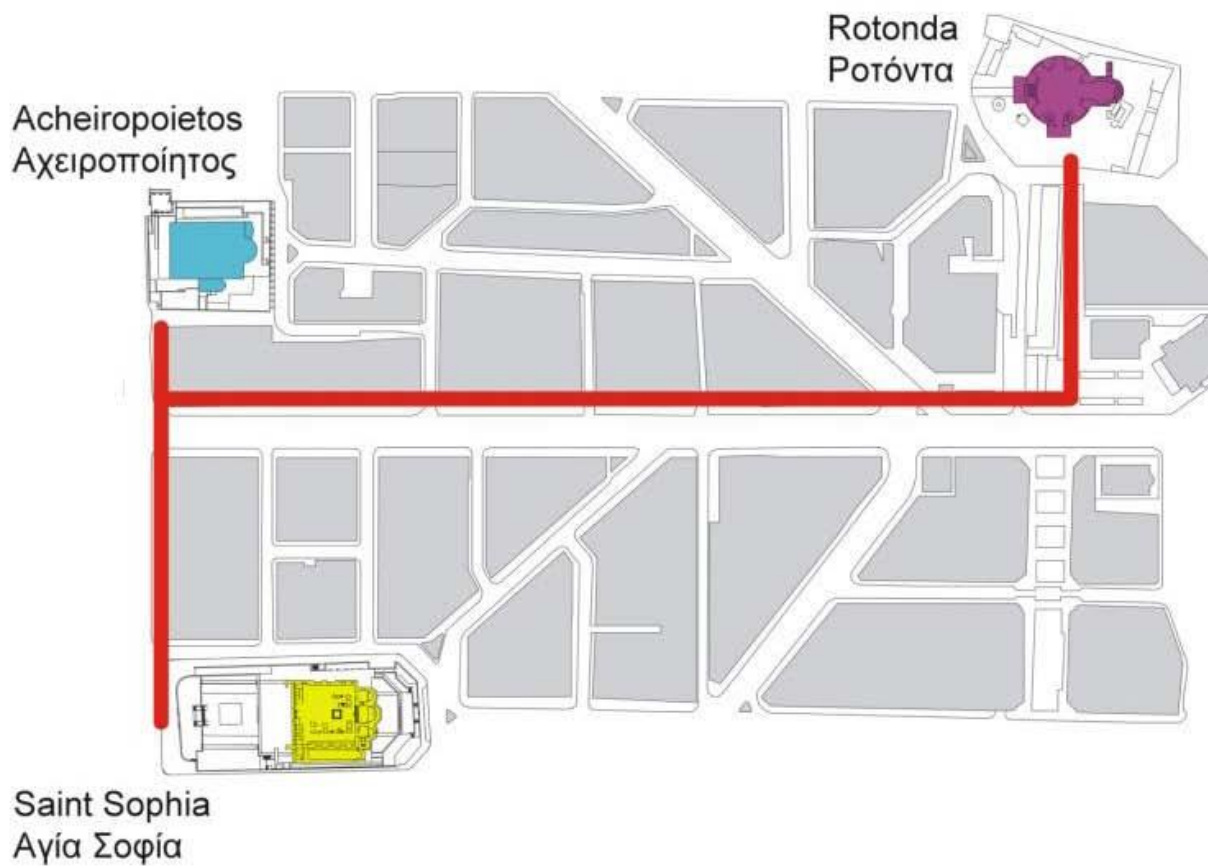 Rotonda
Ροτόντα
Acheiropoietos
Αχειροποίητος
Saint Sophia
Αγία Σοφία